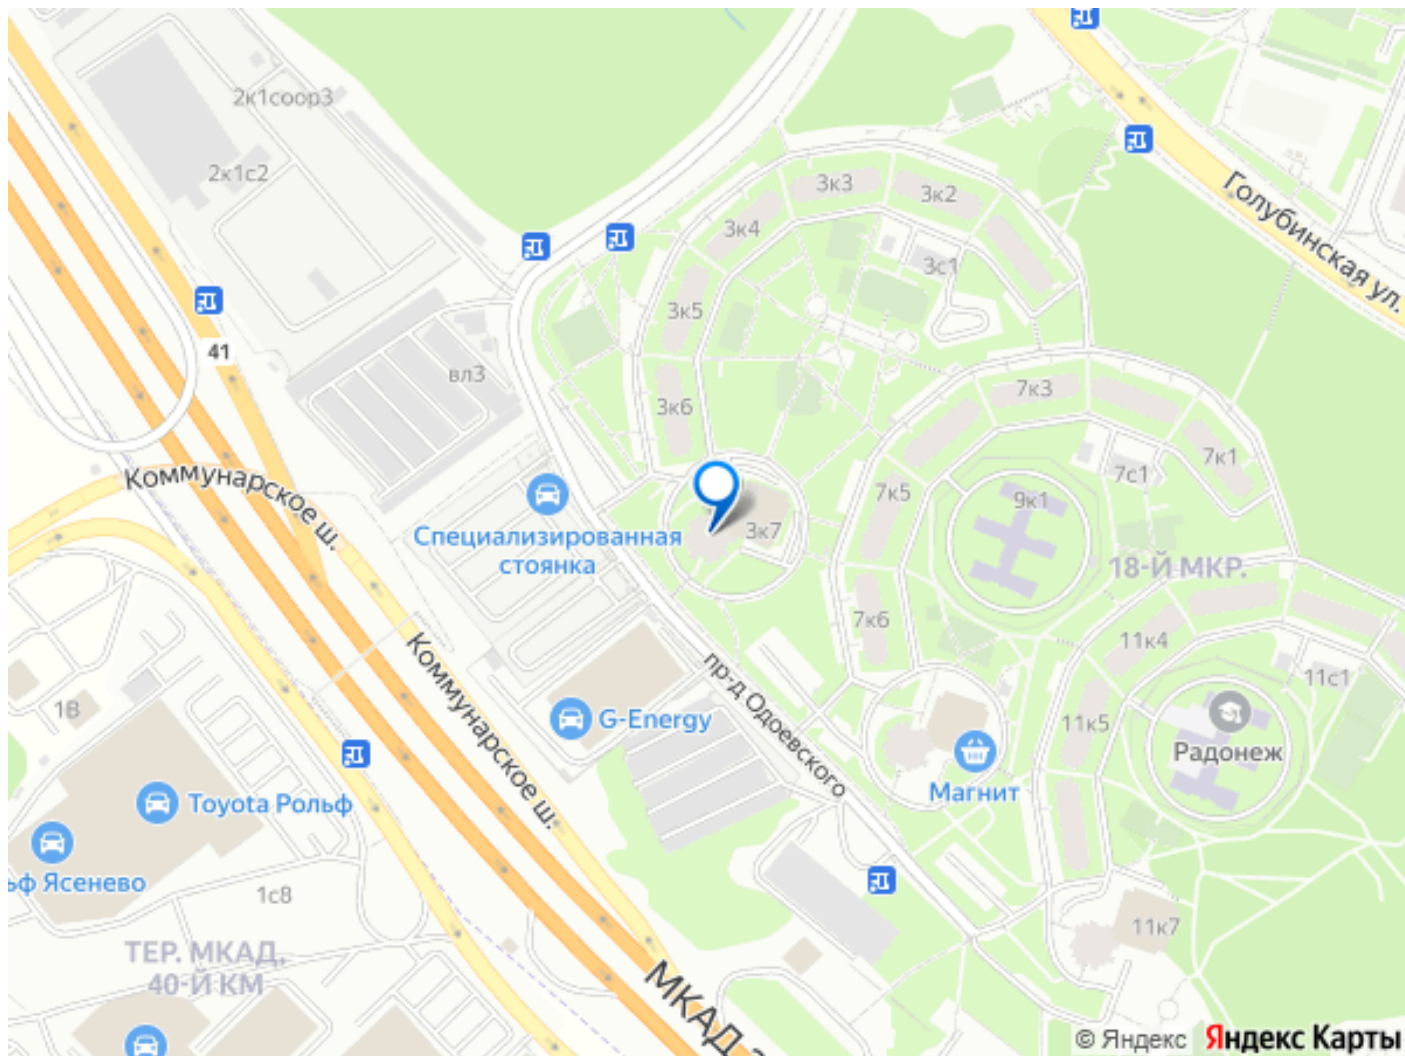 2к1соор3
2к1с2
3к3
3к2
3к4
3с1
Голубинская ул.
3к5
41
вл3
3к6
7к3
7к1
7с1
Коммунарское ш.
7к5
9к1
Специализированная
стоянка
3к7
18-Й МКР.
7к6
11к4
Коммунарское ш.
пр-д Одоевского
11с1
1В
G-Energy
11к5
Радонеж
Магнит
Toyota Рольф
ьф Ясенево
1с8
11к7
ТЕР. МКАД,
40-Й КМ
МКАД
© Яндекс Яндекс Карты